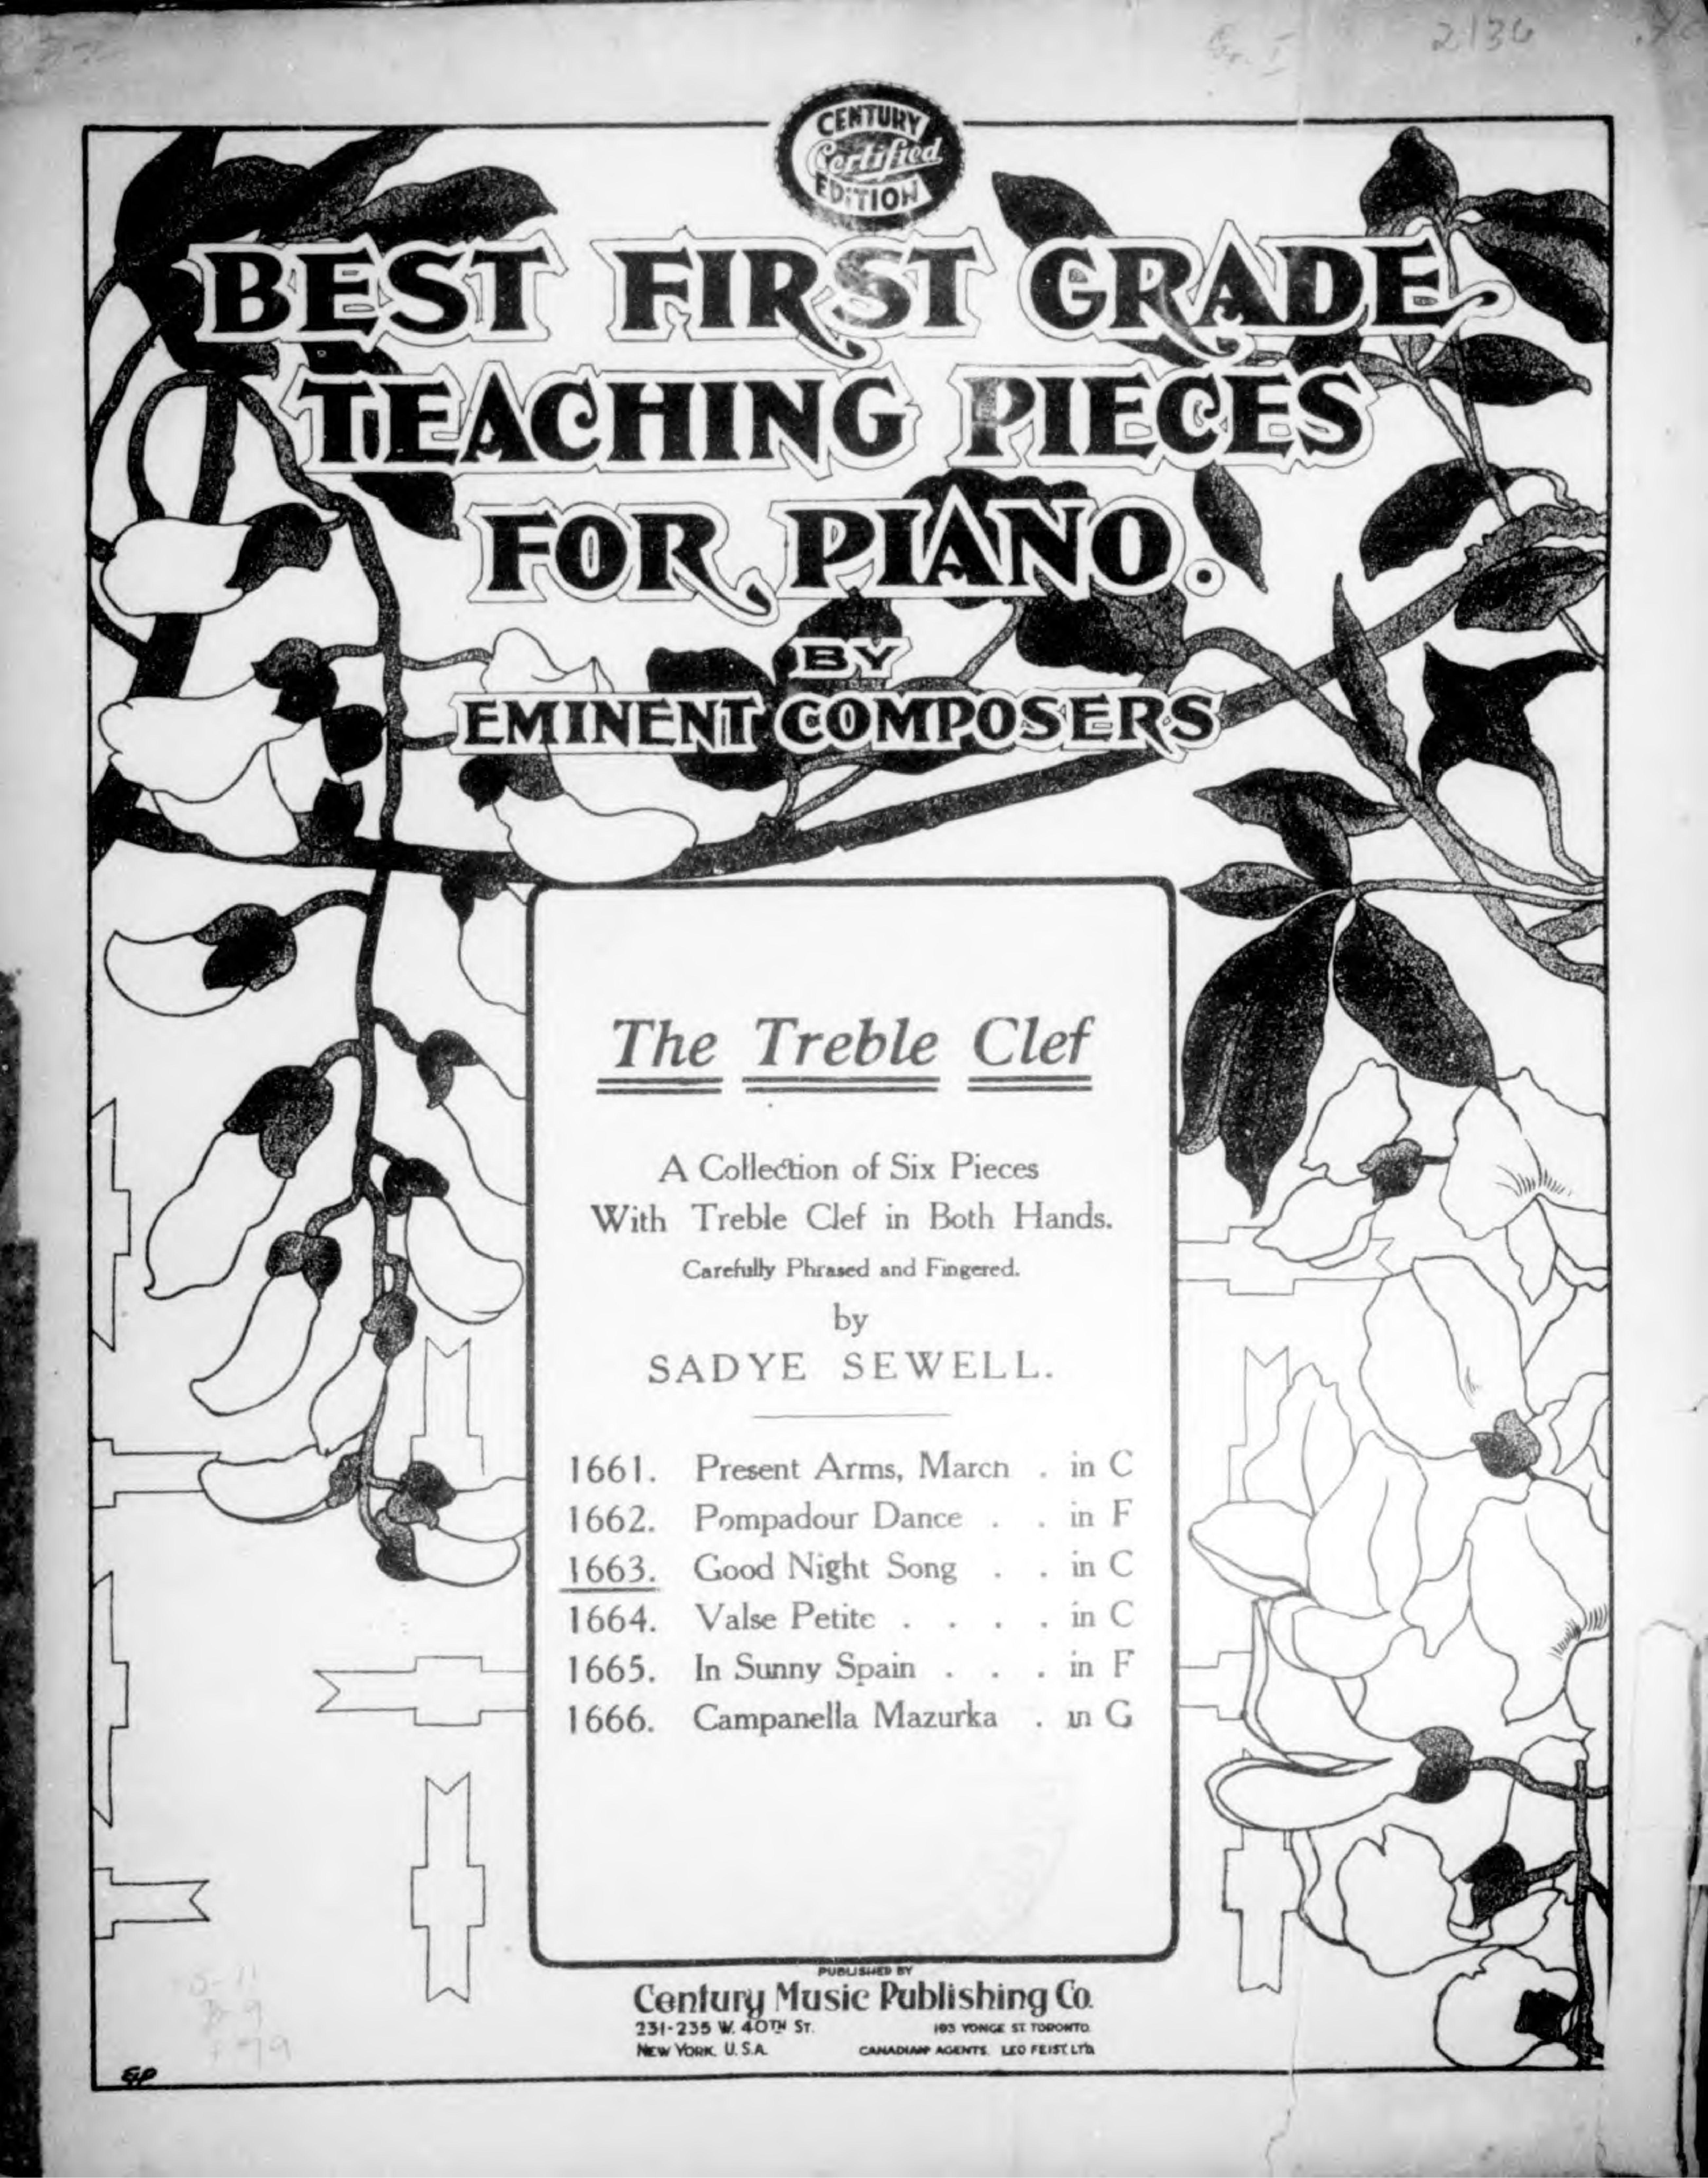 2136
CENTURY
Certified
EDITION
BEST FIRST GRADE
TEACHING PIECES
FOR PIANO.
BY
EMINENT COMPOSERS
The Treble Clef
A Collection of Six Pieces
With Treble Clef in Both Hands.
Carefully Phrased and Fingered.
by
SADYE SEWELL.
1661. Present Arms, March . in C
1662. Pompadour Dance . . in F
1663. Good Night Song . . in C
1664. Valse Petite . . . . in C
1665. In Sunny Spain . . . in F
1666. Campanella Mazurka . in G
PUBLISHED BY
Century Music Publishing Co.
231-235 W. 40TH ST.
NEW YORK. U.S.A.
193 YONGE ST. TORONTO.
CANADIAN AGENTS. LEO FEIST, LTD.